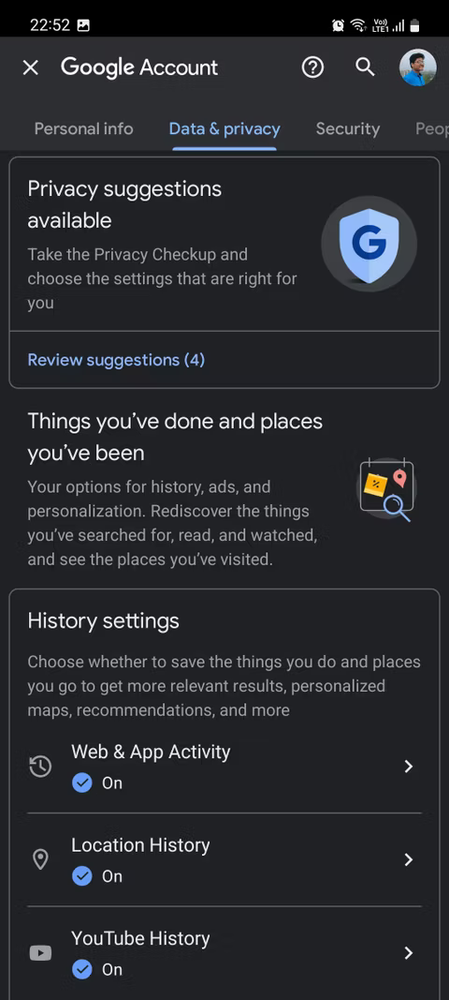 22:52
Vo)) LTE1
Google Account
Personal info Data & privacy Security Peop
Privacy suggestions
available
Take the Privacy Checkup and
choose the settings that are right for
you
G
Review suggestions (4)
Things you've done and places
you've been
Your options for history, ads, and
personalization. Rediscover the things
you've searched for, read, and watched,
and see the places you've visited.
History settings
Choose whether to save the things you do and places
you go to get more relevant results, personalized
maps, recommendations, and more
Web & App Activity
On
Location History
On
YouTube History
On